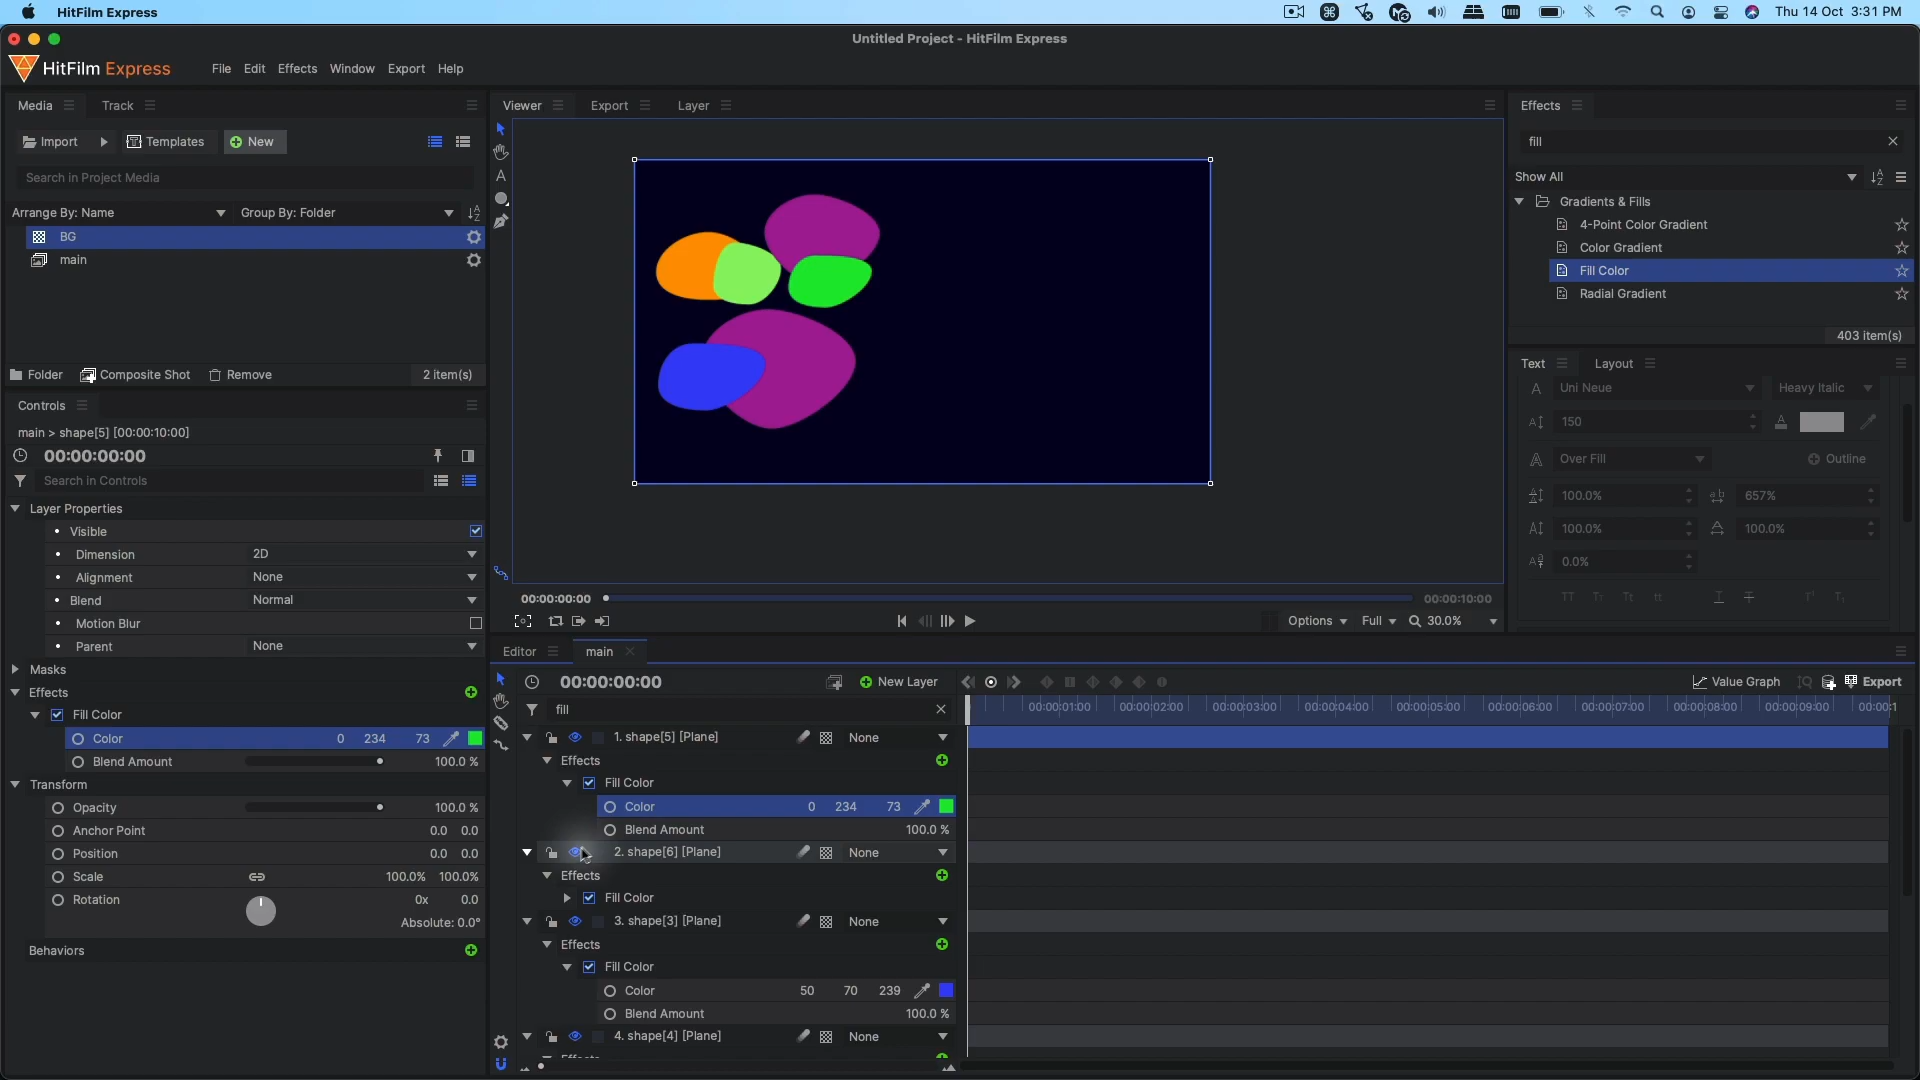 HitFilm Express
Thu 14 Oct 3:31 PM
Untitled Project - HitFilm Express
HitFilm Express
File Edit Effects Window Export Help
Media Track
Import Templates New
Search in Project Media
Arrange By: Name Group By: Folder
BG
main
Folder Composite Shot Remove 2 item(s)
Controls
main > shape[5] [00:00:10:00]
00:00:00:00
Search in Controls
Layer Properties
Visible
Dimension 2D
Alignment None
Blend Normal
Motion Blur
Parent None
Masks
Effects
Fill Color
Color 0 234 73
Blend Amount 100.0 %
Transform
Opacity 100.0 %
Anchor Point 0.0 0.0
Position 0.0 0.0
Scale 100.0% 100.0%
Rotation 0x 0.0
Absolute: 0.0°
Behaviors
Viewer Export Layer
00:00:00:00 00:00:10:00
Options Full 30.0%
Effects
fill
Show All
Gradients & Fills
4-Point Color Gradient
Color Gradient
Fill Color
Radial Gradient
403 item(s)
Text Layout
Uni Neue Heavy Italic
150
Over Fill Outline
100.0% 657%
100.0% 100.0%
0.0%
Editor main
00:00:00:00 New Layer Value Graph Export
fill
00:00:01:00 00:00:02:00 00:00:03:00 00:00:04:00 00:00:05:00 00:00:06:00 00:00:07:00 00:00:08:00 00:00:09:00 00:00:1
1. shape[5] [Plane] None
Effects
Fill Color
Color 0 234 73
Blend Amount 100.0 %
2. shape[6] [Plane] None
Effects
Fill Color
3. shape[3] [Plane] None
Effects
Fill Color
Color 50 70 239
Blend Amount 100.0 %
4. shape[4] [Plane] None